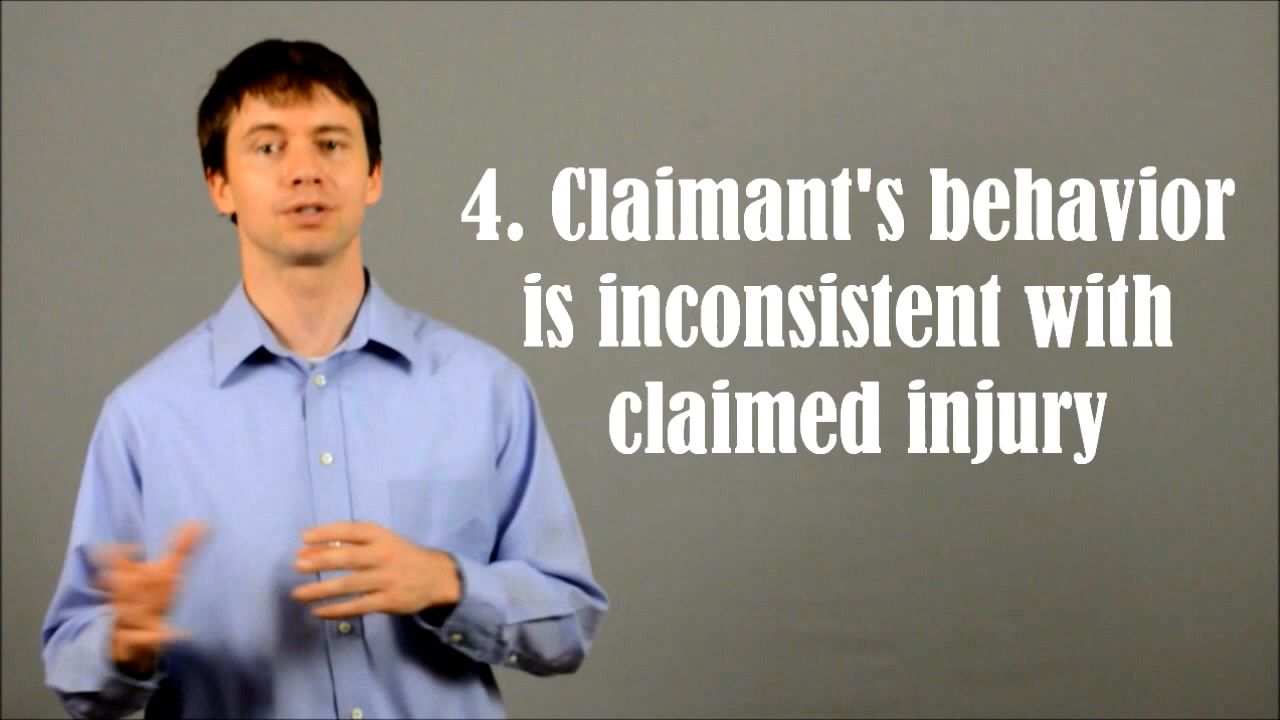 4. Claimant's behavior
is inconsistent with
claimed injury